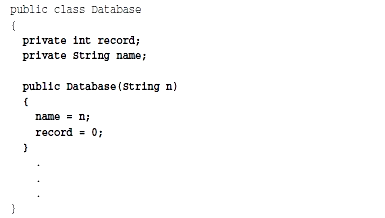 public class Database
{
private int record;
private String name;
public Database(String n)
{
name = n;
record = 0;
}
.
.
.
}